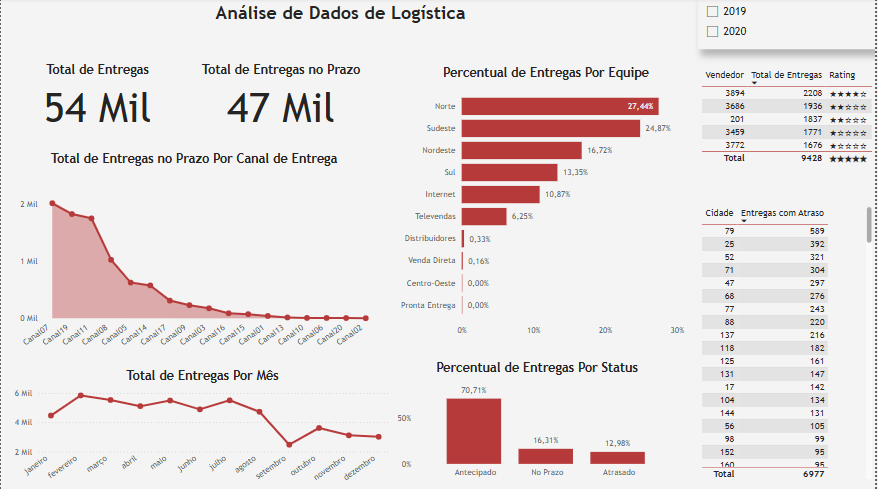 Análise de Dados de Logística
2019
2020
Total de Entregas
54 Mil
Total de Entregas no Prazo
47 Mil
Total de Entregas no Prazo Por Canal de Entrega
2 Mil
1 Mil
0 Mil
Canal07
Canal19
Canal11
Canal08
Canal05
Canal14
Canal17
Canal09
Canal03
Canal16
Canal15
Canal01
Canal13
Canal10
Canal06
Canal20
Canal02
Total de Entregas Por Mês
6 Mil
4 Mil
2 Mil
janeiro
fevereiro
março
abril
maio
junho
julho
agosto
setembro
outubro
novembro
dezembro
Percentual de Entregas Por Equipe
Norte 27,44%
Sudeste 24,87%
Nordeste 16,72%
Sul 13,35%
Internet 10,87%
Televendas 6,25%
Distribuidores 0,33%
Venda Direta 0,16%
Centro-Oeste 0,00%
Pronta Entrega 0,00%
0% 10% 20% 30%
Percentual de Entregas Por Status
50%
0%
70,71% 16,31% 12,98%
Antecipado No Prazo Atrasado
Vendedor Total de Entregas Rating
3894 2208 ★★★★☆
3686 1936 ★★☆☆☆
201 1837 ★★☆☆☆
3459 1771 ★☆☆☆☆
3772 1676 ★☆☆☆☆
Total 9428 ★★★★★
Cidade Entregas com Atraso
79 589
25 392
52 321
71 304
47 297
68 276
77 243
88 220
137 216
118 182
125 161
131 147
17 142
104 134
144 131
56 105
98 99
152 95
160 95
Total 6977